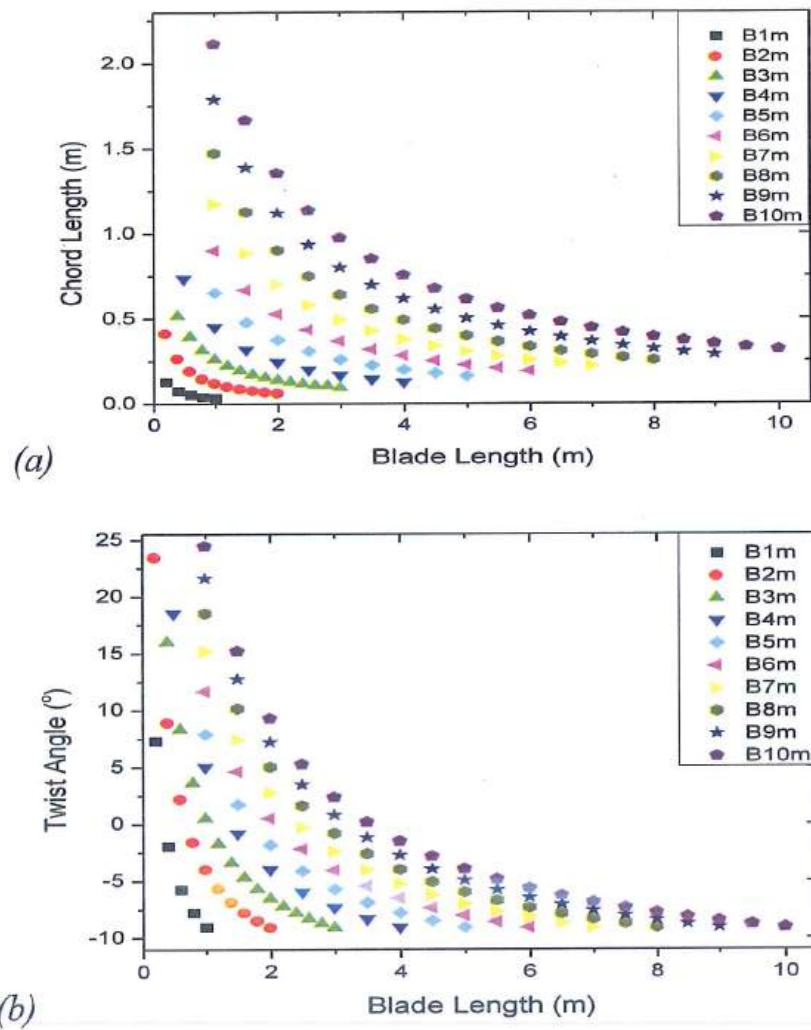 2.0
1.5
1.0
0.5
0.0
Chord Length (m)
B1m
B2m
B3m
B4m
B5m
B6m
B7m
B8m
B9m
B10m
0 2 4 6 8 10
Blade Length (m)
(a)
25
20
15
10
5
0
-5
-10
Twist Angle (°)
B1m
B2m
B3m
B4m
B5m
B6m
B7m
B8m
B9m
B10m
0 2 4 6 8 10
Blade Length (m)
(b)